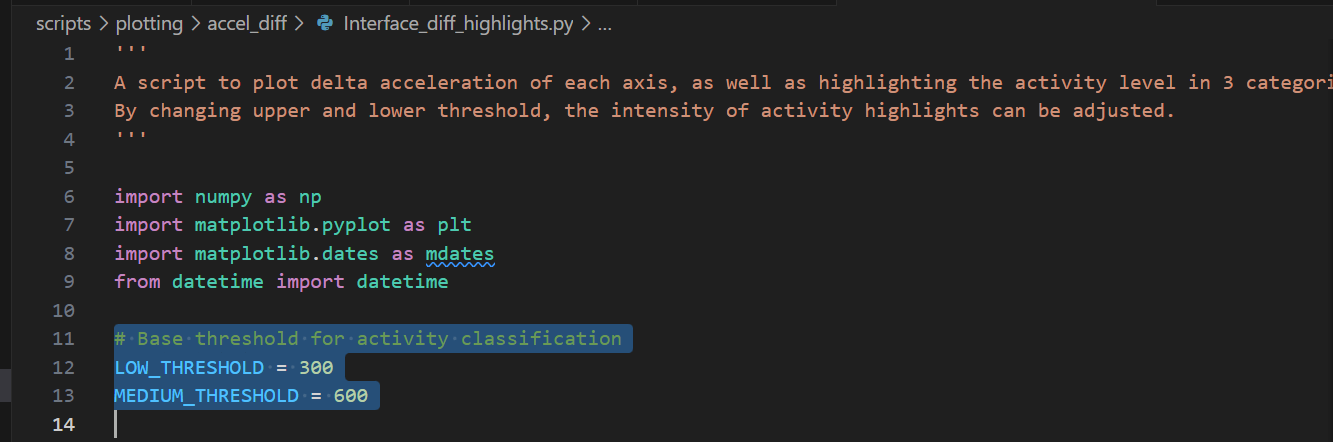 scripts > plotting > accel_diff > Interface_diff_highlights.py > ...
1 '''
2 A script to plot delta acceleration of each axis, as well as highlighting the activity level in 3 categori
3 By changing upper and lower threshold, the intensity of activity highlights can be adjusted.
4 '''
5
6 import numpy as np
7 import matplotlib.pyplot as plt
8 import matplotlib.dates as mdates
9 from datetime import datetime
10
11 # Base threshold for activity classification
12 LOW_THRESHOLD = 300
13 MEDIUM_THRESHOLD = 600
14